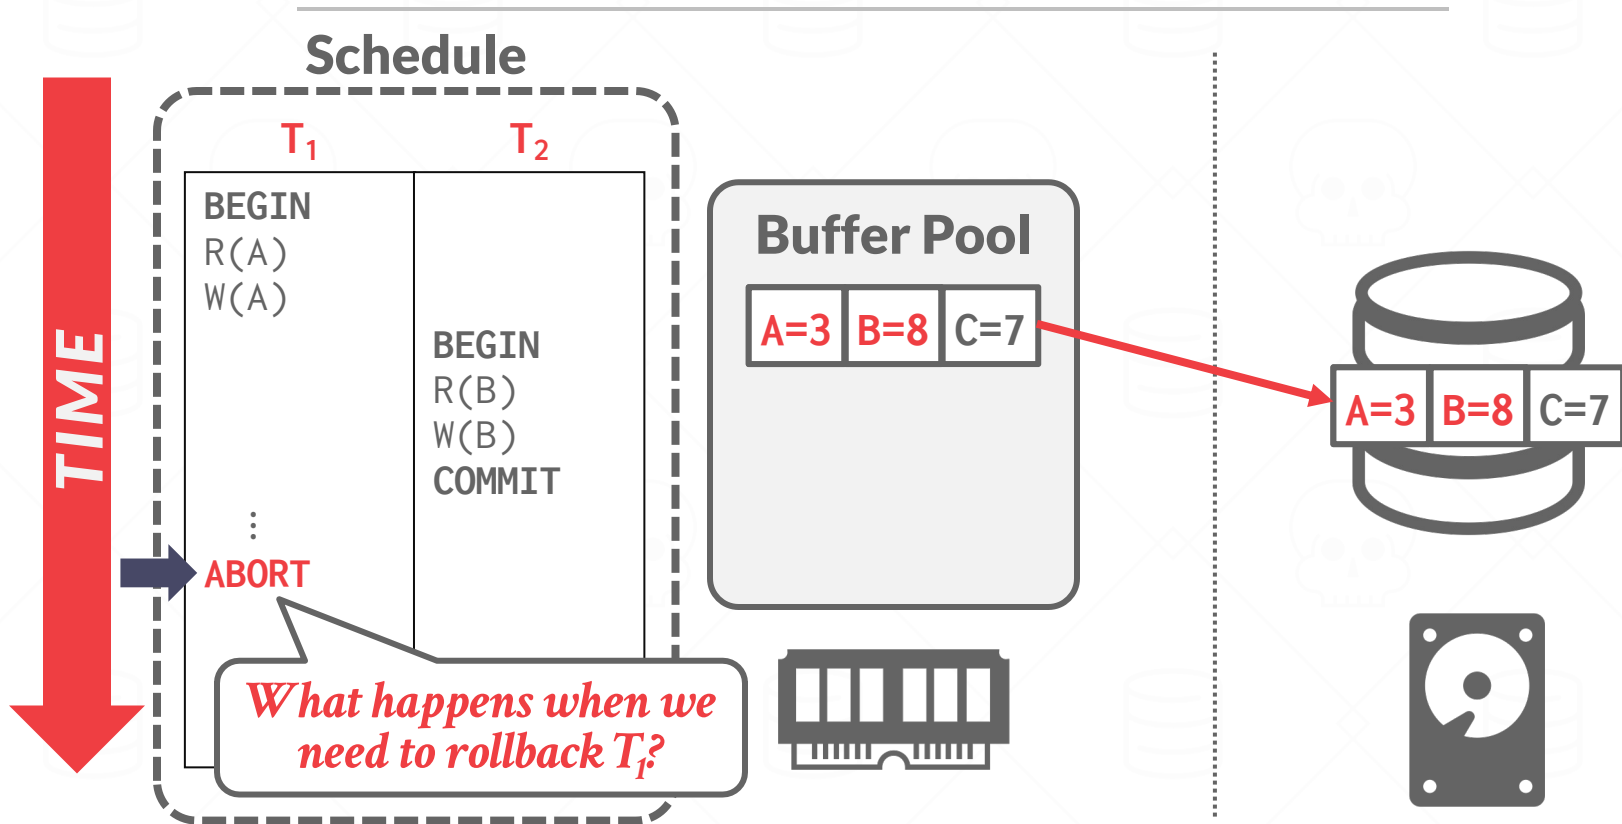 Schedule
T₁ T₂
BEGIN
R(A)
W(A)
BEGIN
R(B)
W(B)
COMMIT
⋮
ABORT
What happens when we
need to rollback T₁?
TIME
Buffer Pool
A=3 B=8 C=7
A=3 B=8 C=7